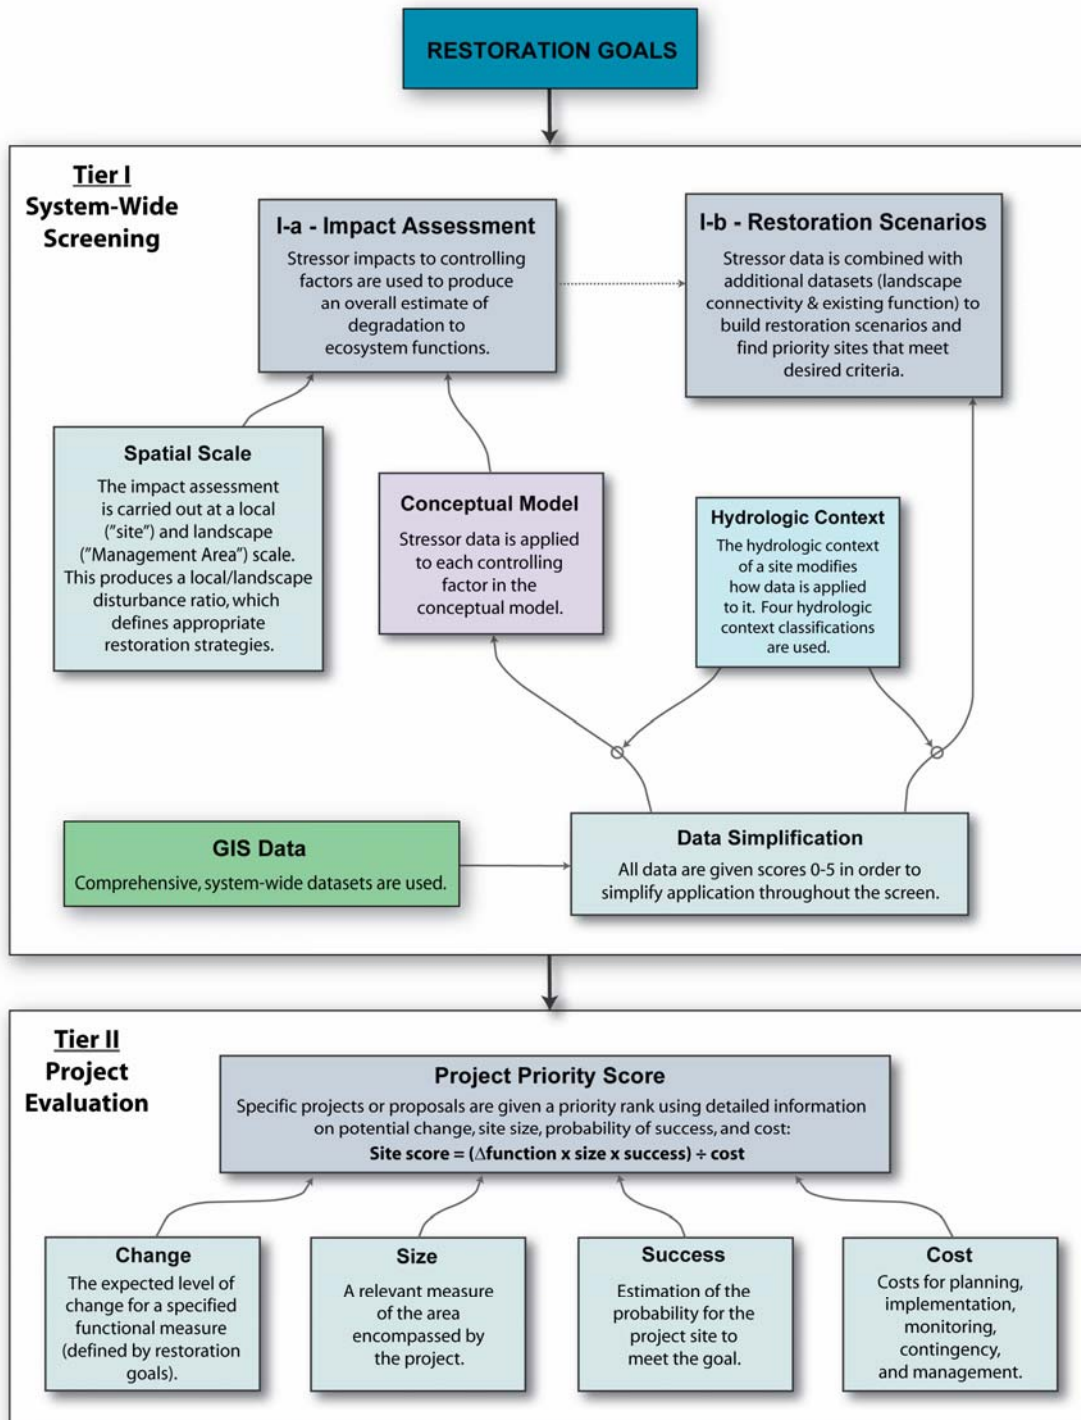 RESTORATION GOALS
Tier I
System-Wide
Screening
I-a - Impact Assessment
Stressor impacts to controlling
factors are used to produce
an overall estimate of
degradation to
ecosystem functions.
I-b - Restoration Scenarios
Stressor data is combined with
additional datasets (landscape
connectivity & existing function) to
build restoration scenarios and
find priority sites that meet
desired criteria.
Spatial Scale
The impact assessment
is carried out at a local
("site") and landscape
("Management Area") scale.
This produces a local/landscape
disturbance ratio, which
defines appropriate
restoration strategies.
Conceptual Model
Stressor data is applied
to each controlling
factor in the
conceptual model.
Hydrologic Context
The hydrologic context
of a site modifies
how data is applied
to it. Four hydrologic
context classifications
are used.
GIS Data
Comprehensive, system-wide datasets are used.
Data Simplification
All data are given scores 0-5 in order to
simplify application throughout the screen.
Tier II
Project
Evaluation
Project Priority Score
Specific projects or proposals are given a priority rank using detailed information
on potential change, site size, probability of success, and cost:
Site score = (Δfunction x size x success) ÷ cost
Change
The expected level of
change for a specified
functional measure
(defined by restoration
goals).
Size
A relevant measure
of the area
encompassed by
the project.
Success
Estimation of the
probability for the
project site to
meet the goal.
Cost
Costs for planning,
implementation,
monitoring,
contingency,
and management.